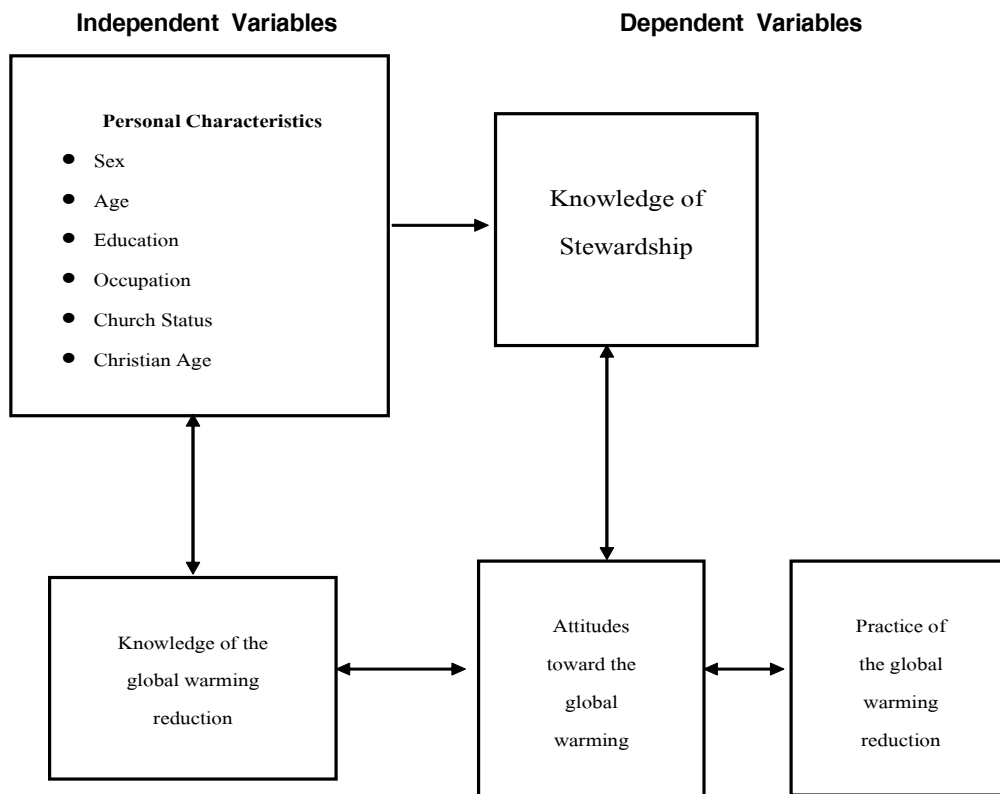 Independent Variables
Dependent Variables
Personal Characteristics
● Sex
● Age
● Education
● Occupation
● Church Status
● Christian Age
Knowledge of
Stewardship
Knowledge of the
global warming
reduction
Attitudes
toward the
global
warming
Practice of
the global
warming
reduction